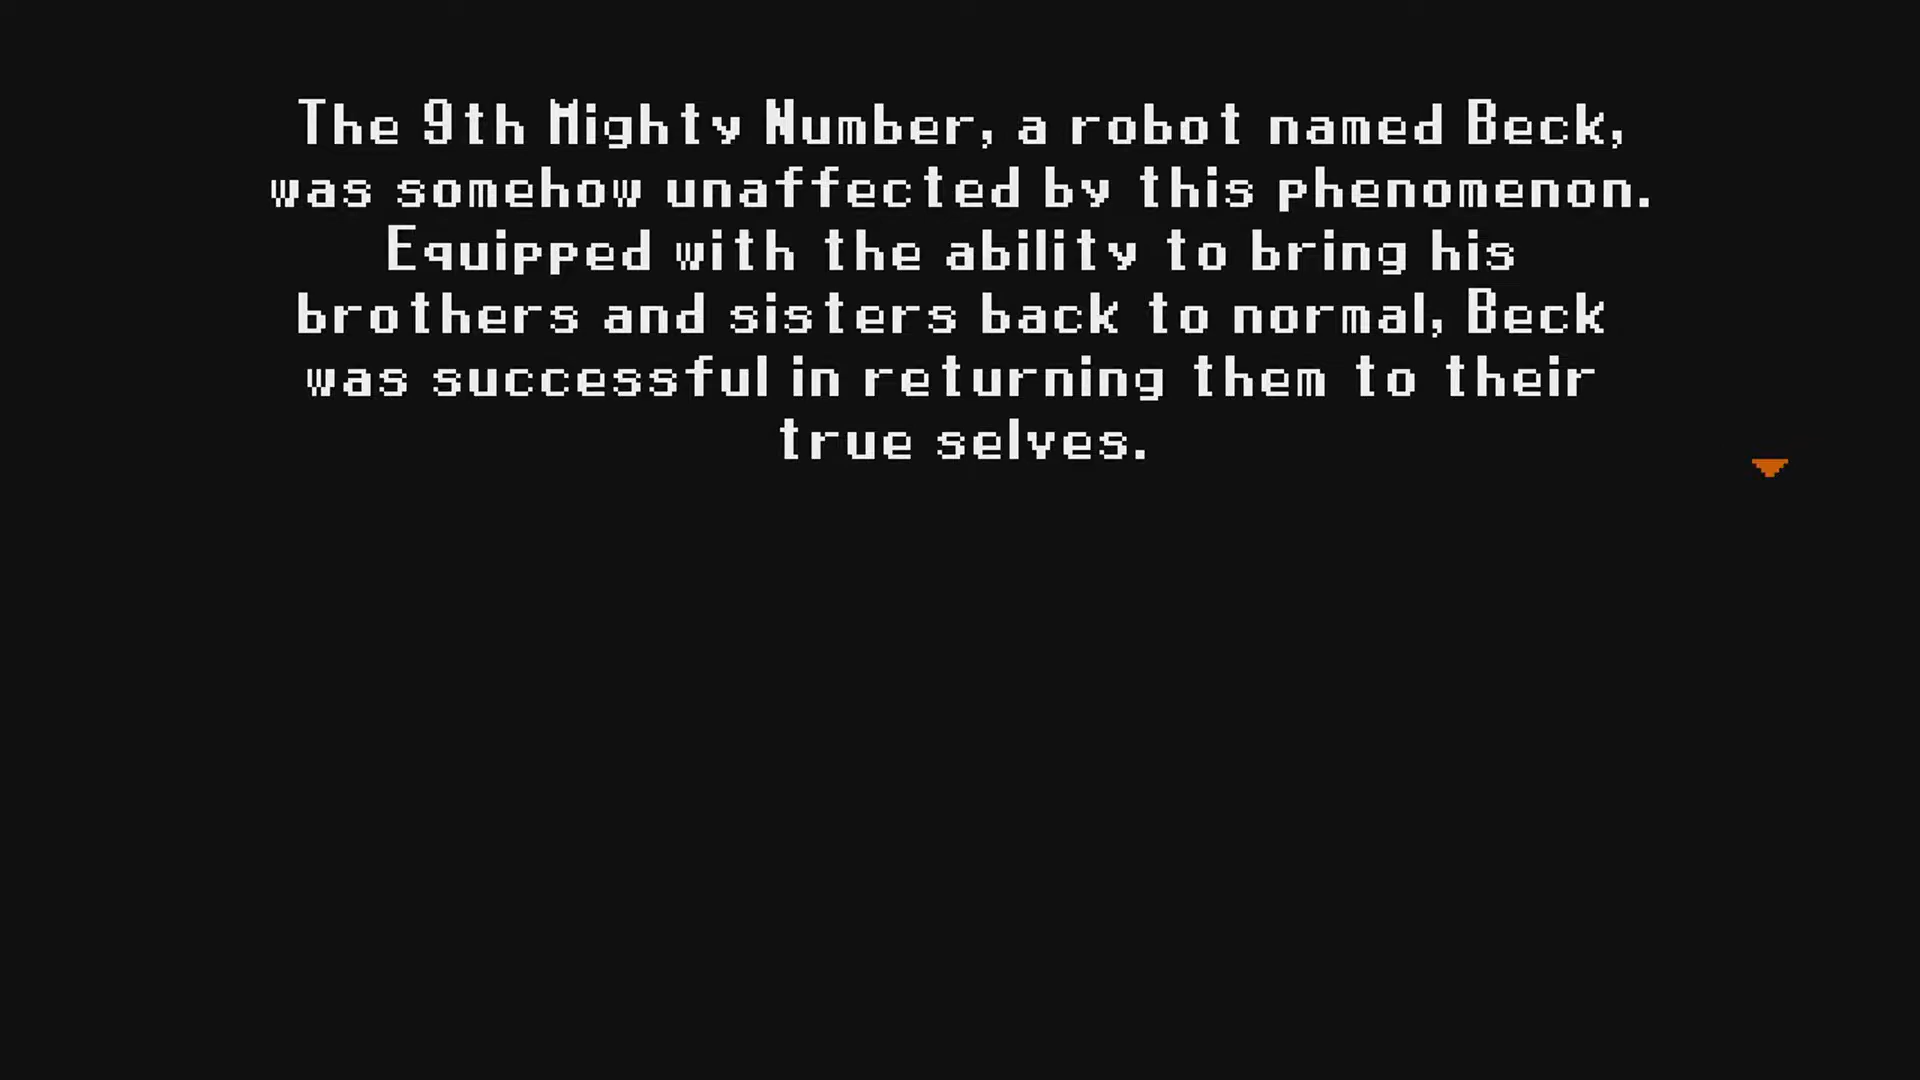 The 9th Mighty Number, a robot named Beck,
was somehow unaffected by this phenomenon.
Equipped with the ability to bring his
brothers and sisters back to normal, Beck
was successful in returning them to their
true selves.